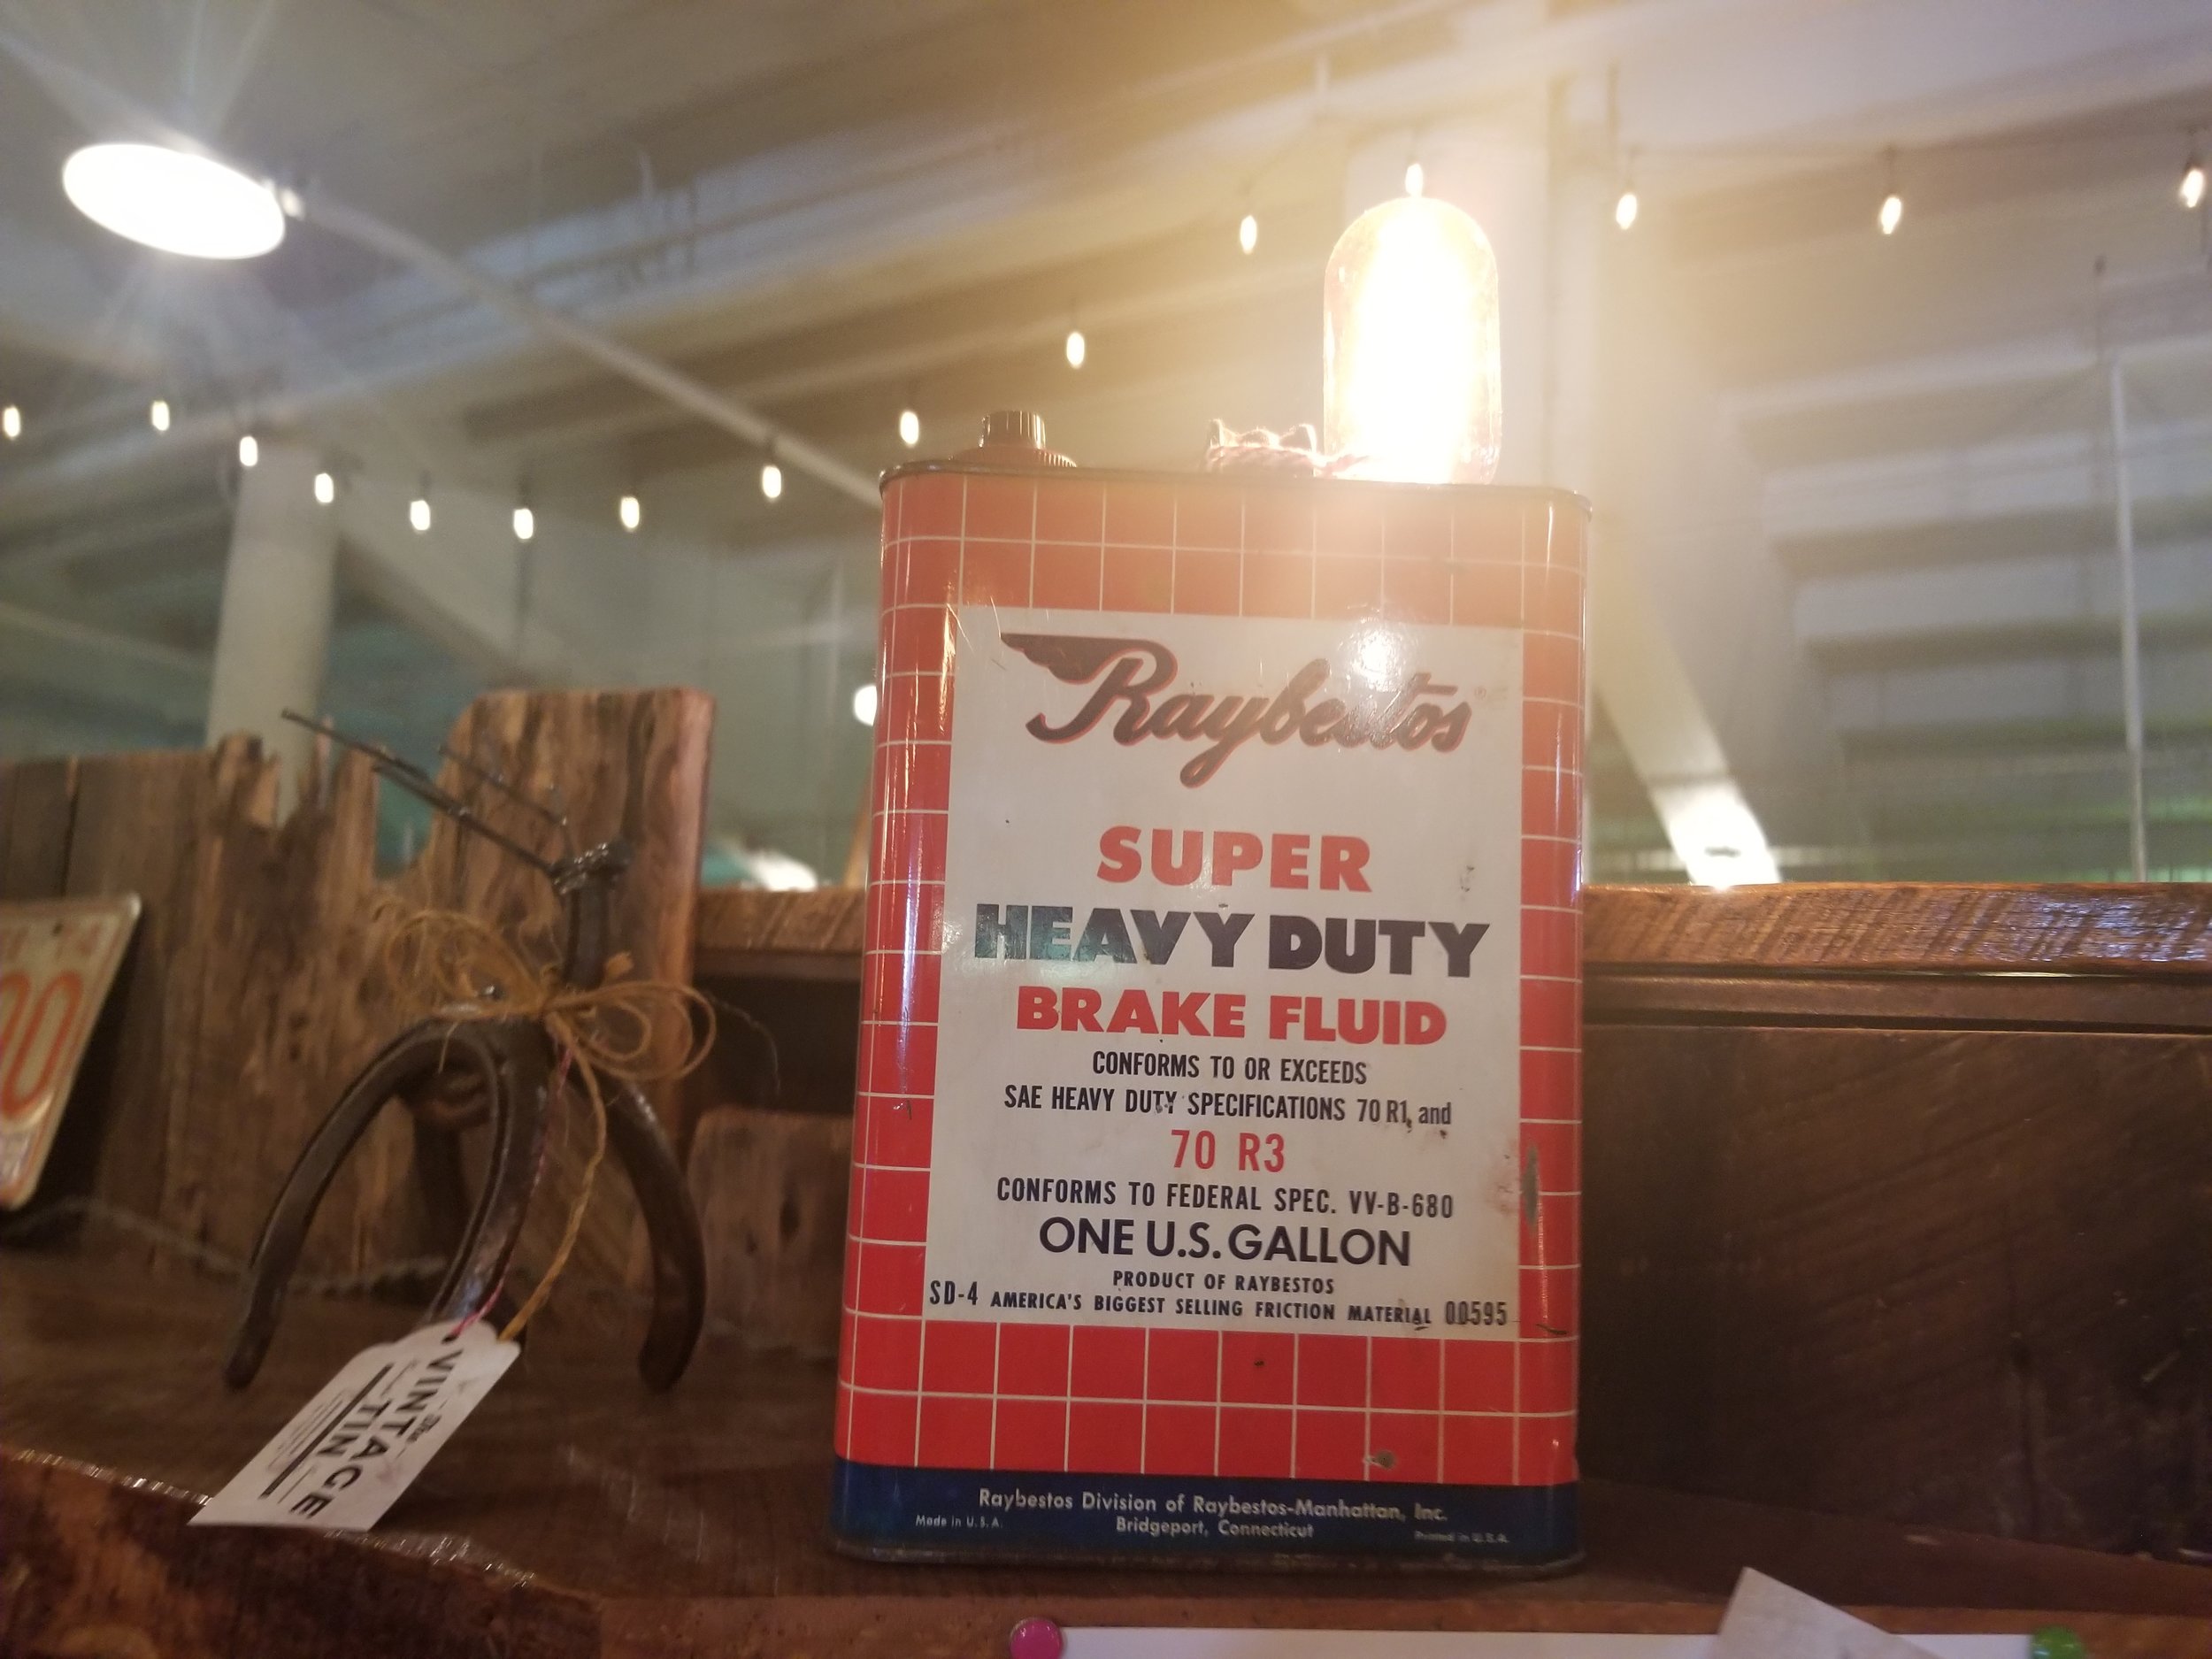 Raybestos ®
SUPER
HEAVY DUTY
BRAKE FLUID
CONFORMS TO OR EXCEEDS
SAE HEAVY DUTY SPECIFICATIONS 70 R1, and
70 R3
CONFORMS TO FEDERAL SPEC. VV-B-680
ONE U.S. GALLON
PRODUCT OF RAYBESTOS
SD-4 AMERICA'S BIGGEST SELLING FRICTION MATERIAL 00595
Raybestos Division of Raybestos-Manhattan, Inc.
Made in U.S.A. Bridgeport, Connecticut Printed in U.S.A.
VINTAGE
TIN
00